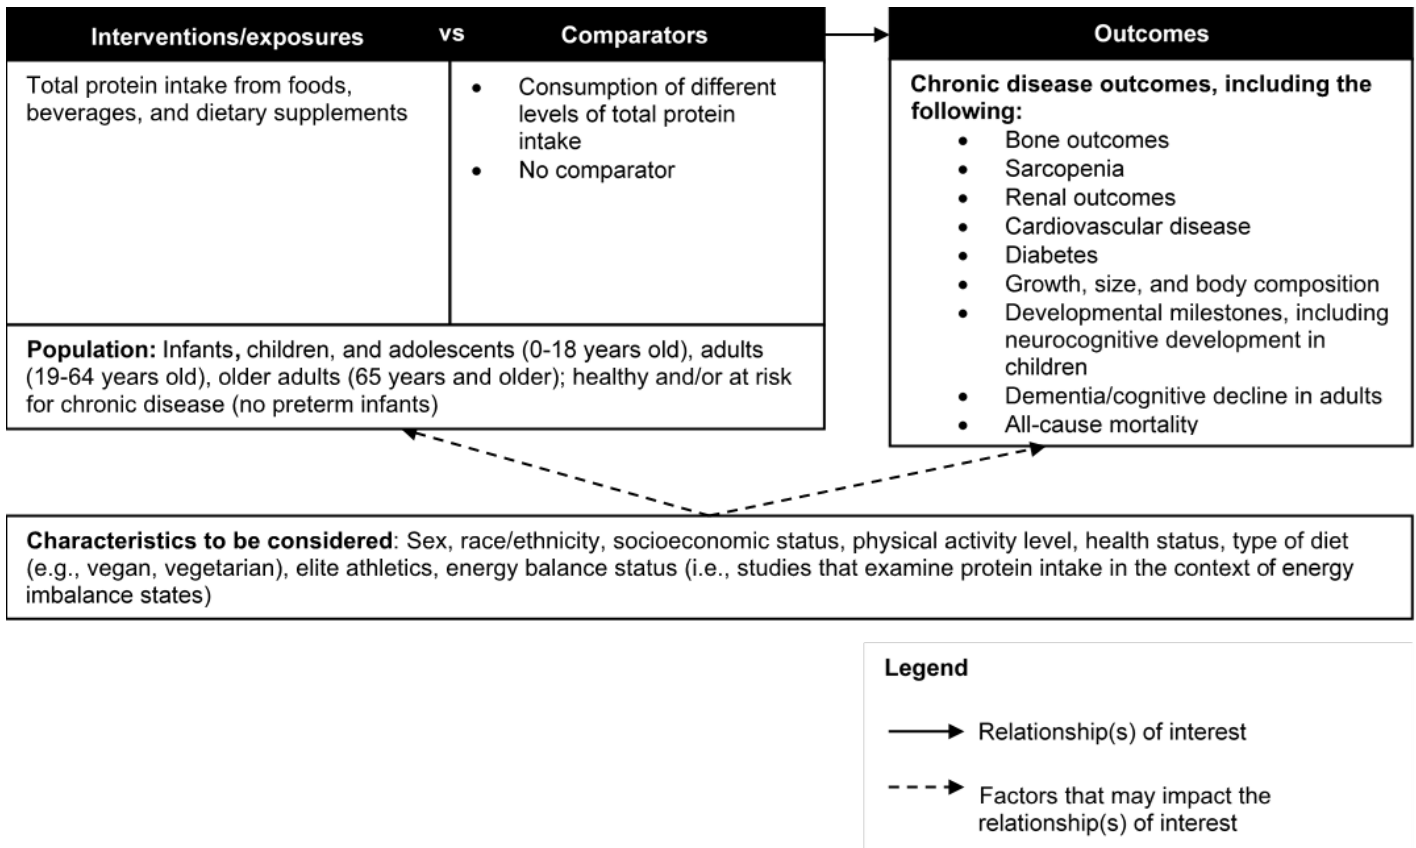 Interventions/exposures vs Comparators
Total protein intake from foods,
beverages, and dietary supplements
• Consumption of different
levels of total protein
intake
• No comparator
Population: Infants, children, and adolescents (0-18 years old), adults
(19-64 years old), older adults (65 years and older); healthy and/or at risk
for chronic disease (no preterm infants)
Outcomes
Chronic disease outcomes, including the
following:
• Bone outcomes
• Sarcopenia
• Renal outcomes
• Cardiovascular disease
• Diabetes
• Growth, size, and body composition
• Developmental milestones, including
neurocognitive development in
children
• Dementia/cognitive decline in adults
• All-cause mortality
Characteristics to be considered: Sex, race/ethnicity, socioeconomic status, physical activity level, health status, type of diet
(e.g., vegan, vegetarian), elite athletics, energy balance status (i.e., studies that examine protein intake in the context of energy
imbalance states)
Legend
Relationship(s) of interest
Factors that may impact the
relationship(s) of interest